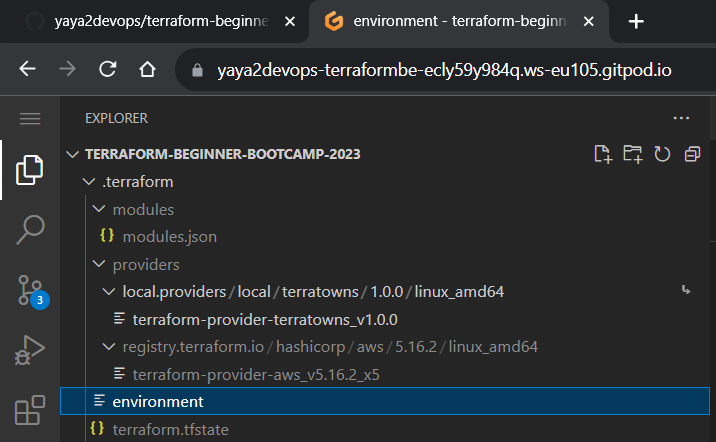 yaya2devops/terraform-beginne
environment - terraform-beginn
yaya2devops-terraformbe-ecly59y984q.ws-eu105.gitpod.io
EXPLORER
TERRAFORM-BEGINNER-BOOTCAMP-2023
.terraform
modules
{} modules.json
providers
local.providers/local/terratowns/1.0.0/linux_amd64
terraform-provider-terratowns_v1.0.0
registry.terraform.io/hashicorp/aws/5.16.2/linux_amd64
terraform-provider-aws_v5.16.2_x5
environment
{} terraform.tfstate
3